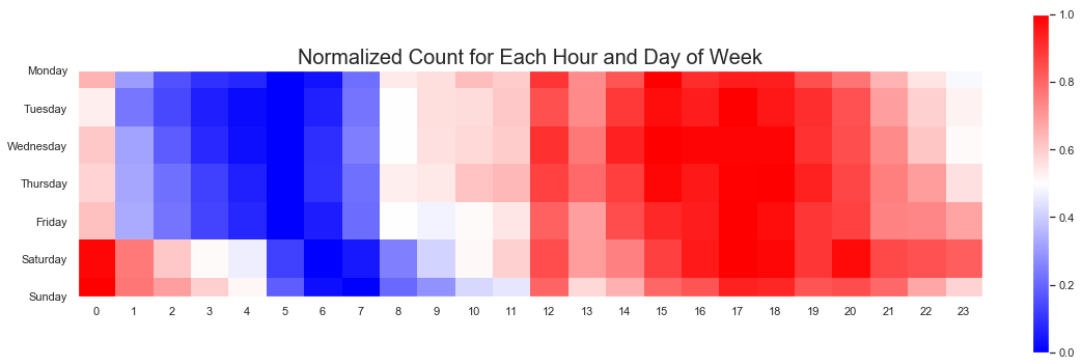 Normalized Count for Each Hour and Day of Week
Monday
Tuesday
Wednesday
Thursday
Friday
Saturday
Sunday
0 1 2 3 4 5 6 7 8 9 10 11 12 13 14 15 16 17 18 19 20 21 22 23
1.0
0.8
0.6
0.4
0.2
0.0